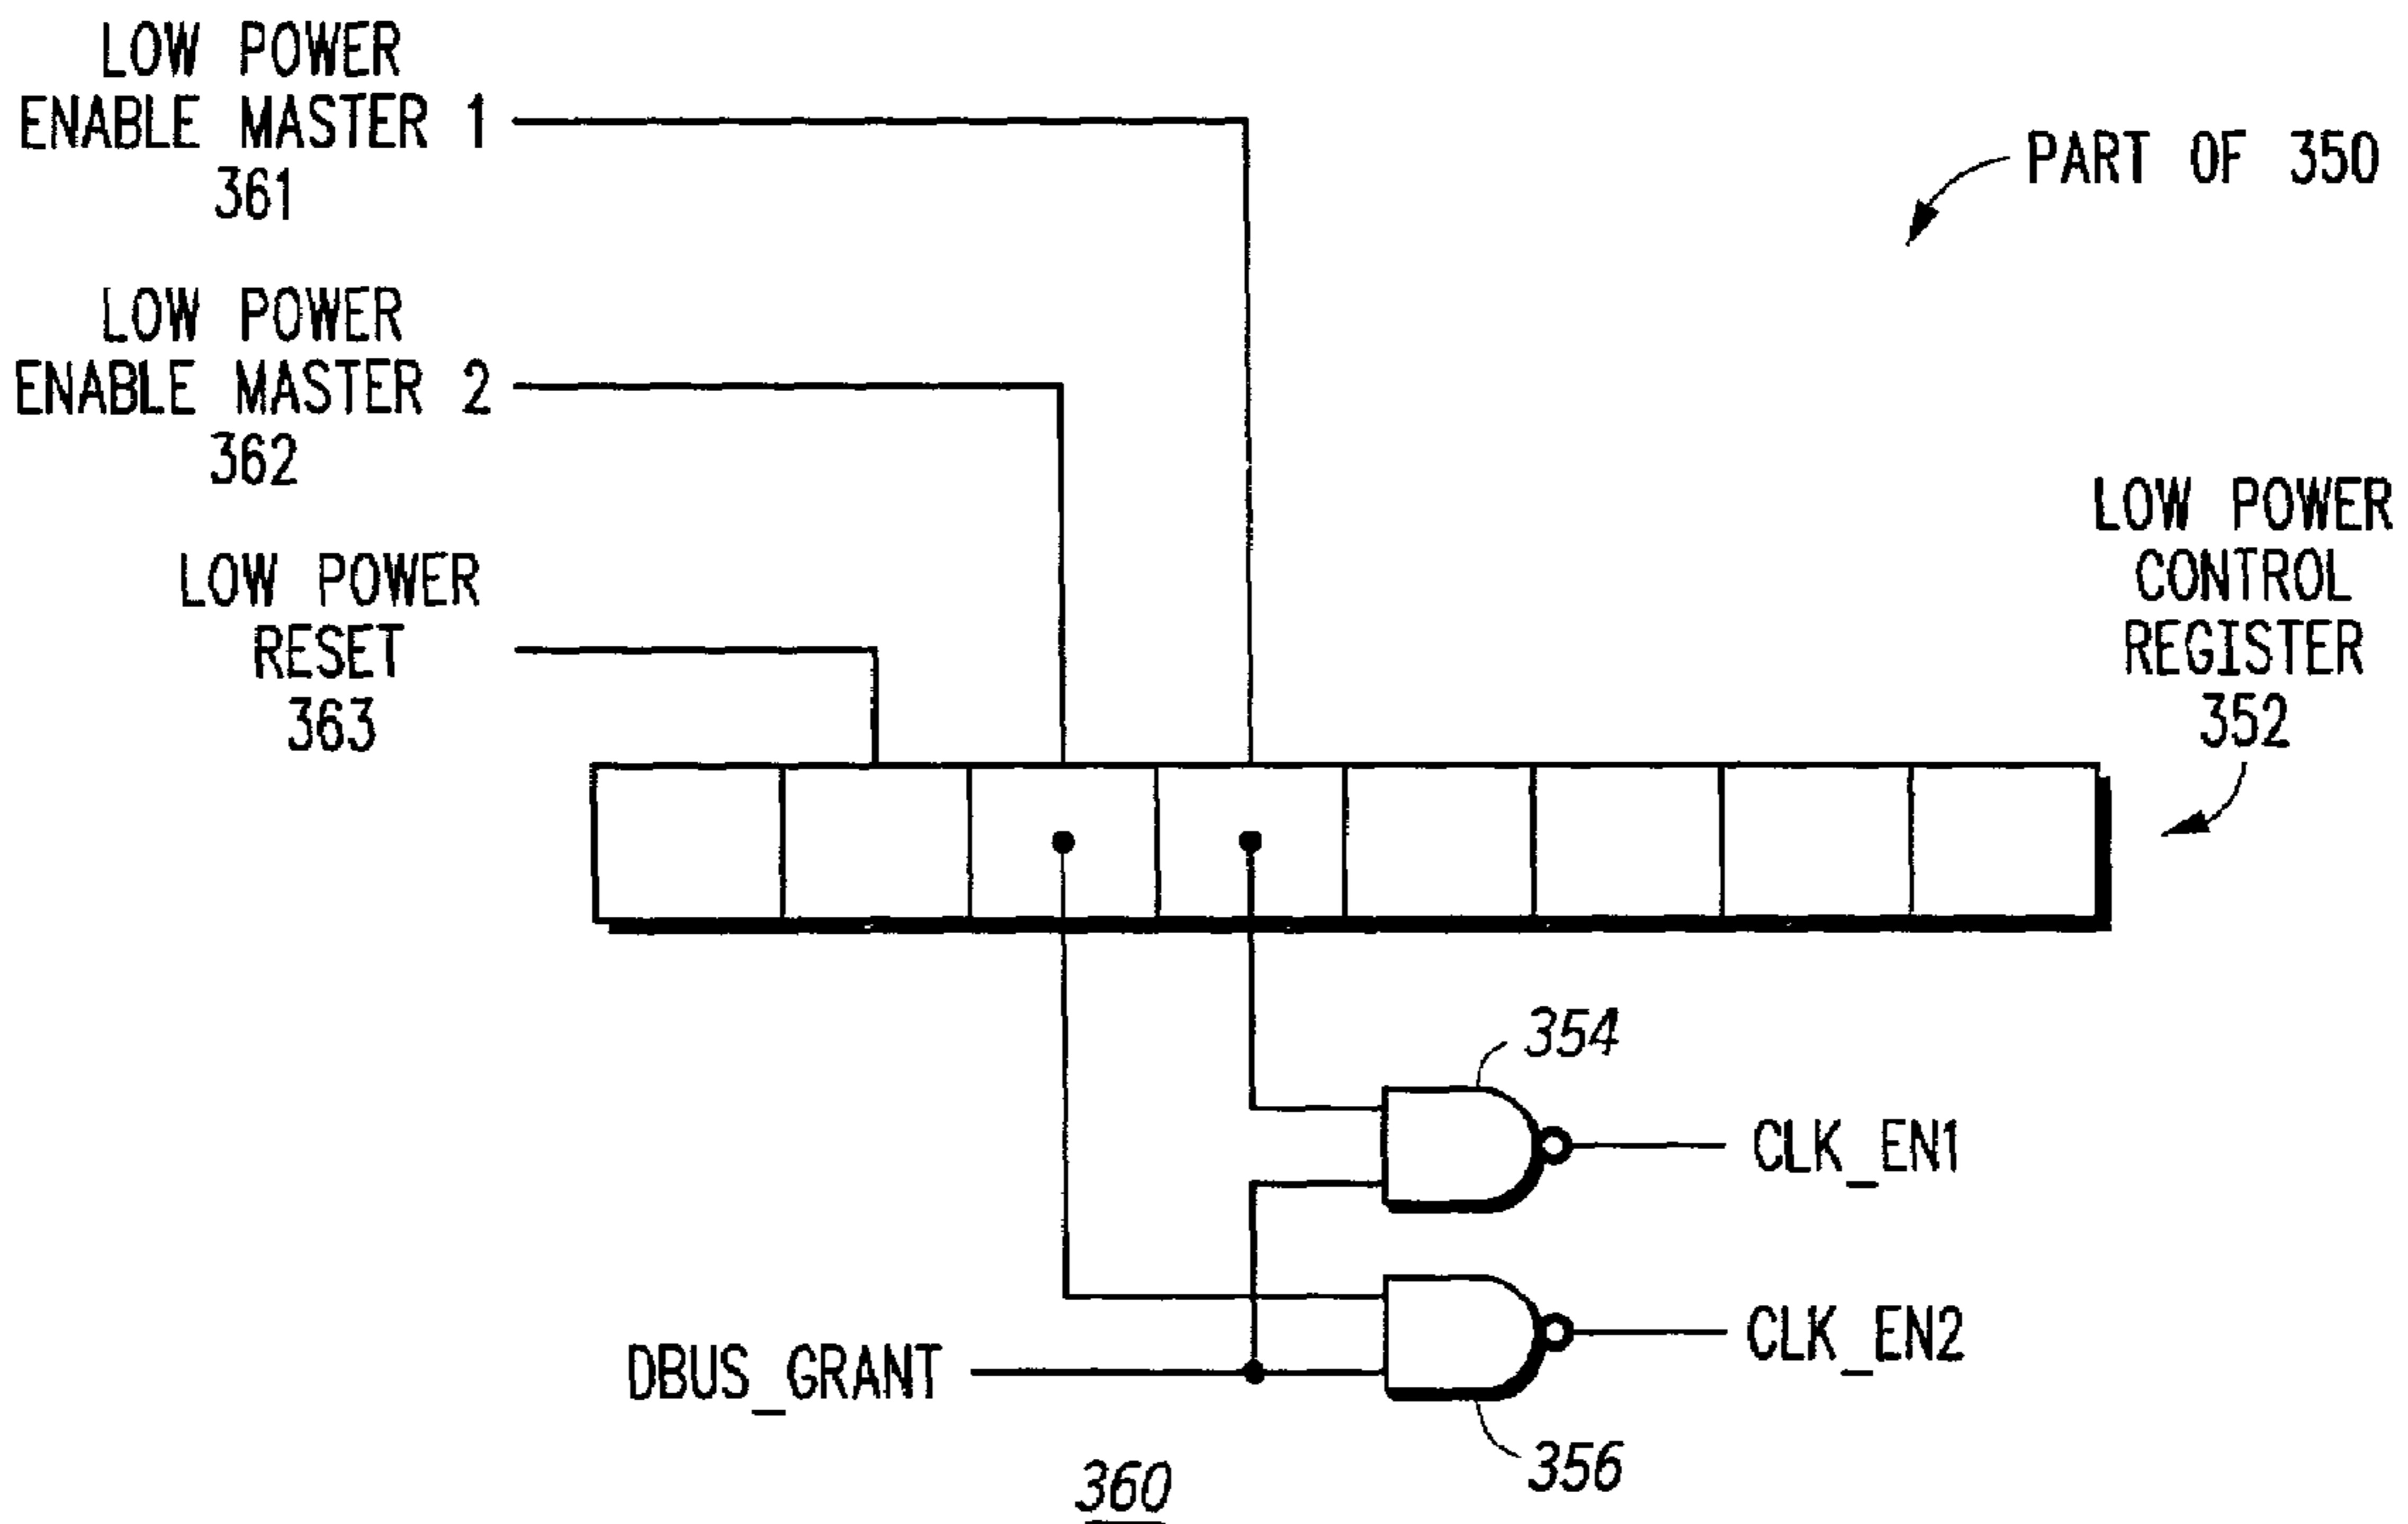 LOW POWER
ENABLE MASTER 1
361
PART OF 350
LOW POWER
ENABLE MASTER 2
362
LOW POWER
RESET
363
LOW POWER
CONTROL
REGISTER
352
354
CLK_EN1
CLK_EN2
DBUS_GRANT
356
360